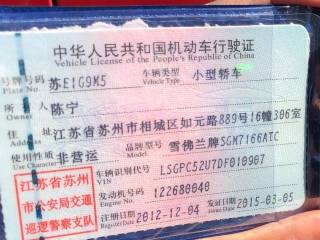 中华人民共和国机动车行驶证
Vehicle License of the People's Republic of China
号牌号码 苏E1G9M5 车辆类型 小型轿车
Vehicle Type
所有人 陈宁
Owner
住址 江苏省苏州市相城区如元路889号16幢306室
Address
使用性质 非营运 品牌型号 雪佛兰牌SGM7166ATC
Use Character Model
江苏省苏州市公安局交通巡逻警察支队
车辆识别代号 LSGPC52U7DF010907
VIN
发动机号码 122680040
Engine No.
注册日期 2012-12-04 发证日期 2015-03-05
Register Date Issue Date